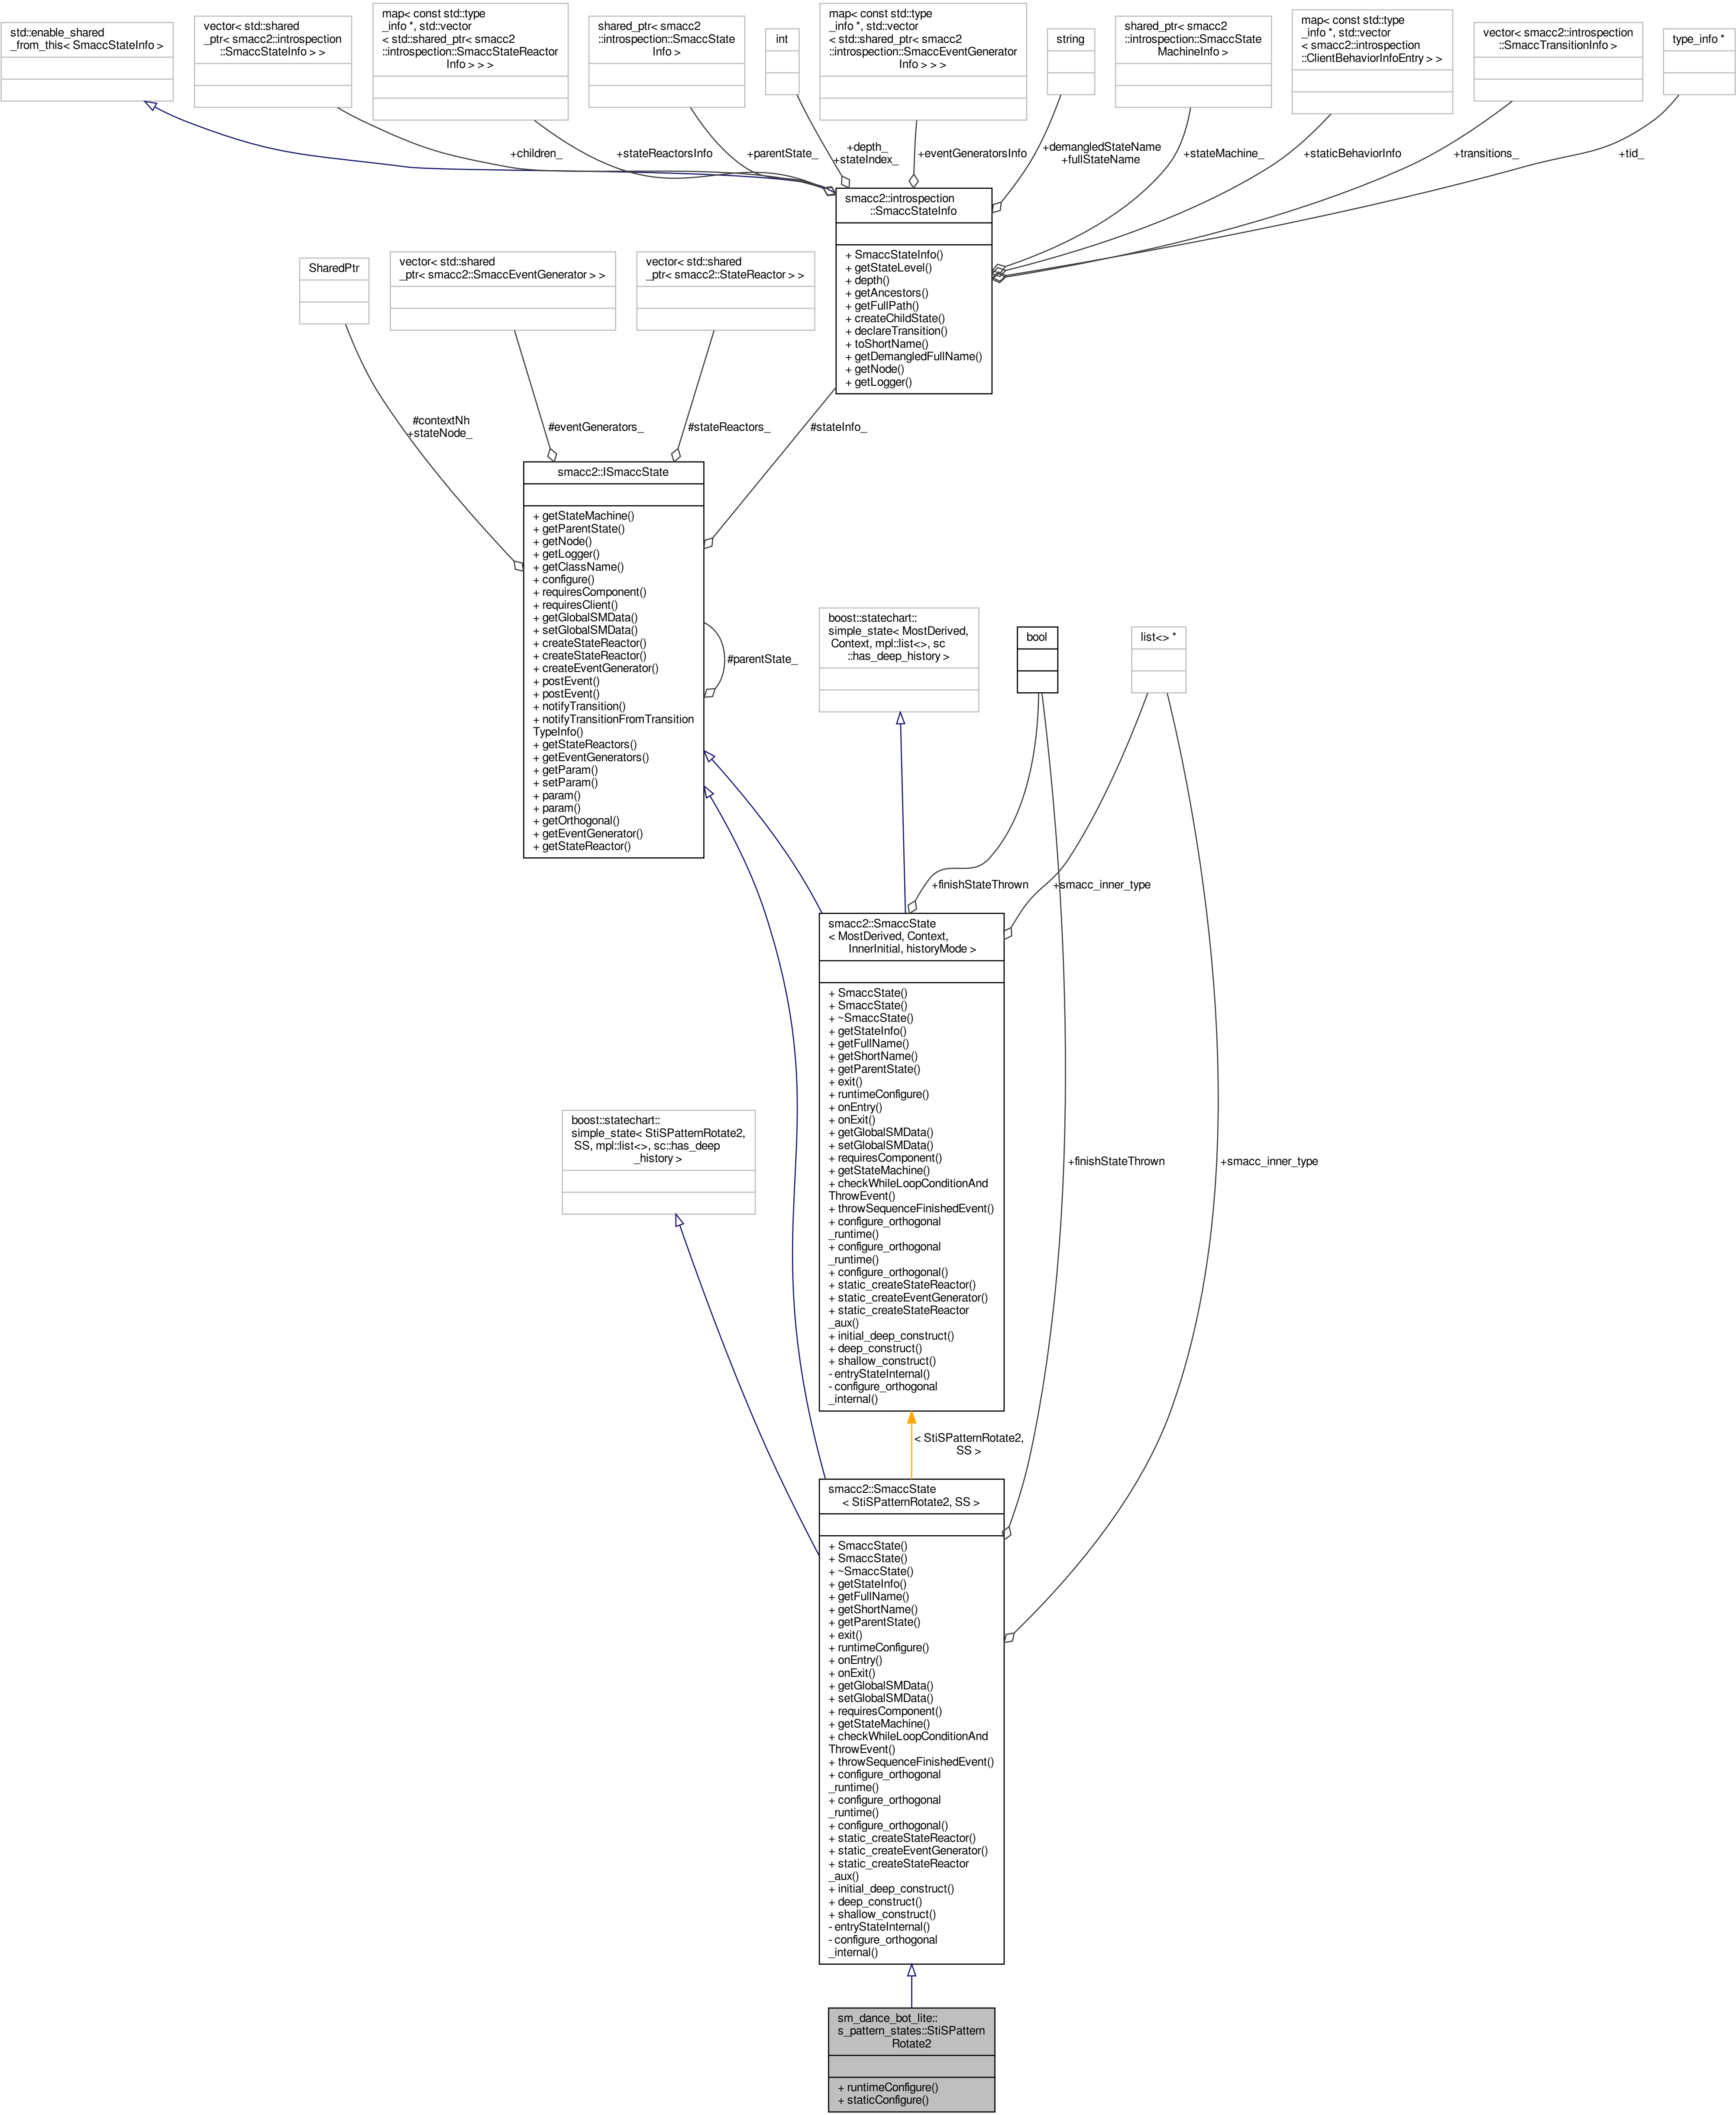 std::enable_shared
_from_this< SmaccStateInfo >
vector< std::shared
_ptr< smacc2::introspection
::SmaccStateInfo > >
map< const std::type
_info *, std::vector
< std::shared_ptr< smacc2
::introspection::SmaccStateReactor
Info > > >
shared_ptr< smacc2
::introspection::SmaccState
Info >
int
map< const std::type
_info *, std::vector
< std::shared_ptr< smacc2
::introspection::SmaccEventGenerator
Info > > >
string
shared_ptr< smacc2
::introspection::SmaccState
MachineInfo >
map< const std::type
_info *, std::vector
< smacc2::introspection
::ClientBehaviorInfoEntry > >
vector< smacc2::introspection
::SmaccTransitionInfo >
type_info *
+children_
+stateReactorsInfo
+parentState_
+depth_
+stateIndex_
+eventGeneratorsInfo
+demangledStateName
+fullStateName
+stateMachine_
+staticBehaviorInfo
+transitions_
+tid_
smacc2::introspection
::SmaccStateInfo
+ SmaccStateInfo()
+ getStateLevel()
+ depth()
+ getAncestors()
+ getFullPath()
+ createChildState()
+ declareTransition()
+ toShortName()
+ getDemangledFullName()
+ getNode()
+ getLogger()
SharedPtr
vector< std::shared
_ptr< smacc2::SmaccEventGenerator > >
vector< std::shared
_ptr< smacc2::StateReactor > >
#contextNh
+stateNode_
#eventGenerators_
#stateReactors_
#stateInfo_
smacc2::ISmaccState
+ getStateMachine()
+ getParentState()
+ getNode()
+ getLogger()
+ getClassName()
+ configure()
+ requiresComponent()
+ requiresClient()
+ getGlobalSMData()
+ setGlobalSMData()
+ createStateReactor()
+ createStateReactor()
+ createEventGenerator()
+ postEvent()
+ postEvent()
+ notifyTransition()
+ notifyTransitionFromTransition
TypeInfo()
+ getStateReactors()
+ getEventGenerators()
+ getParam()
+ setParam()
+ param()
+ param()
+ getOrthogonal()
+ getEventGenerator()
+ getStateReactor()
#parentState_
boost::statechart::
simple_state< MostDerived,
Context, mpl::list<>, sc
::has_deep_history >
bool
list<> *
+finishStateThrown
+smacc_inner_type
smacc2::SmaccState
< MostDerived, Context,
InnerInitial, historyMode >
+ SmaccState()
+ SmaccState()
+ ~SmaccState()
+ getStateInfo()
+ getFullName()
+ getShortName()
+ getParentState()
+ exit()
+ runtimeConfigure()
+ onEntry()
+ onExit()
+ getGlobalSMData()
+ setGlobalSMData()
+ requiresComponent()
+ getStateMachine()
+ checkWhileLoopConditionAnd
ThrowEvent()
+ throwSequenceFinishedEvent()
+ configure_orthogonal
_runtime()
+ configure_orthogonal
_runtime()
+ configure_orthogonal()
+ static_createStateReactor()
+ static_createEventGenerator()
+ static_createStateReactor
_aux()
+ initial_deep_construct()
+ deep_construct()
+ shallow_construct()
- entryStateInternal()
- configure_orthogonal
_internal()
boost::statechart::
simple_state< StiSPatternRotate2,
SS, mpl::list<>, sc::has_deep
_history >
+finishStateThrown
+smacc_inner_type
< StiSPatternRotate2,
SS >
smacc2::SmaccState
< StiSPatternRotate2, SS >
+ SmaccState()
+ SmaccState()
+ ~SmaccState()
+ getStateInfo()
+ getFullName()
+ getShortName()
+ getParentState()
+ exit()
+ runtimeConfigure()
+ onEntry()
+ onExit()
+ getGlobalSMData()
+ setGlobalSMData()
+ requiresComponent()
+ getStateMachine()
+ checkWhileLoopConditionAnd
ThrowEvent()
+ throwSequenceFinishedEvent()
+ configure_orthogonal
_runtime()
+ configure_orthogonal
_runtime()
+ configure_orthogonal()
+ static_createStateReactor()
+ static_createEventGenerator()
+ static_createStateReactor
_aux()
+ initial_deep_construct()
+ deep_construct()
+ shallow_construct()
- entryStateInternal()
- configure_orthogonal
_internal()
sm_dance_bot_lite::
s_pattern_states::StiSPattern
Rotate2
+ runtimeConfigure()
+ staticConfigure()